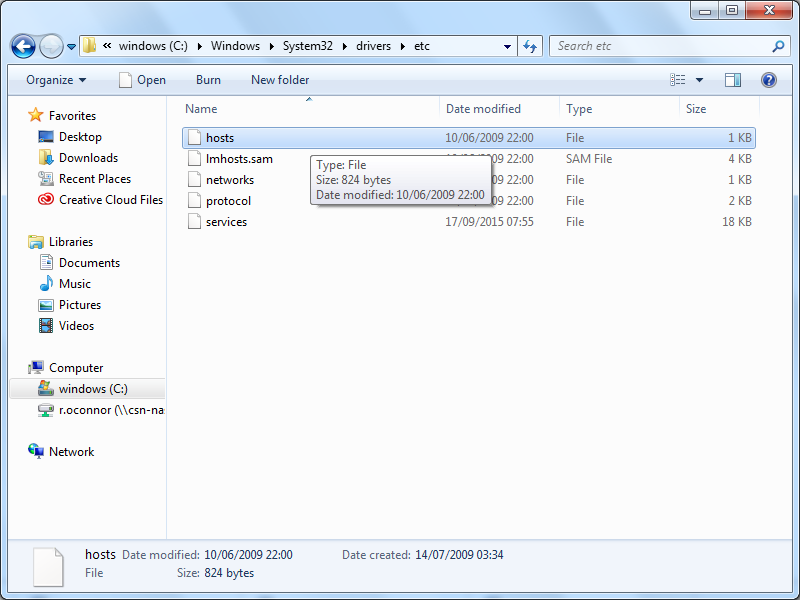 « windows (C:) ▸ Windows ▸ System32 ▸ drivers ▸ etc
Search etc
Organize Open Burn New folder
Name Date modified Type Size
Favorites
Desktop
Downloads
Recent Places
Creative Cloud Files
Libraries
Documents
Music
Pictures
Videos
Computer
windows (C:)
r.oconnor (\\csn-na
Network
hosts 10/06/2009 22:00 File 1 KB
lmhosts.sam 22:00 SAM File 4 KB
networks 22:00 File 1 KB
protocol 22:00 File 2 KB
services 17/09/2015 07:55 File 18 KB
Type: File
Size: 824 bytes
Date modified: 10/06/2009 22:00
hosts Date modified: 10/06/2009 22:00 Date created: 14/07/2009 03:34
File Size: 824 bytes